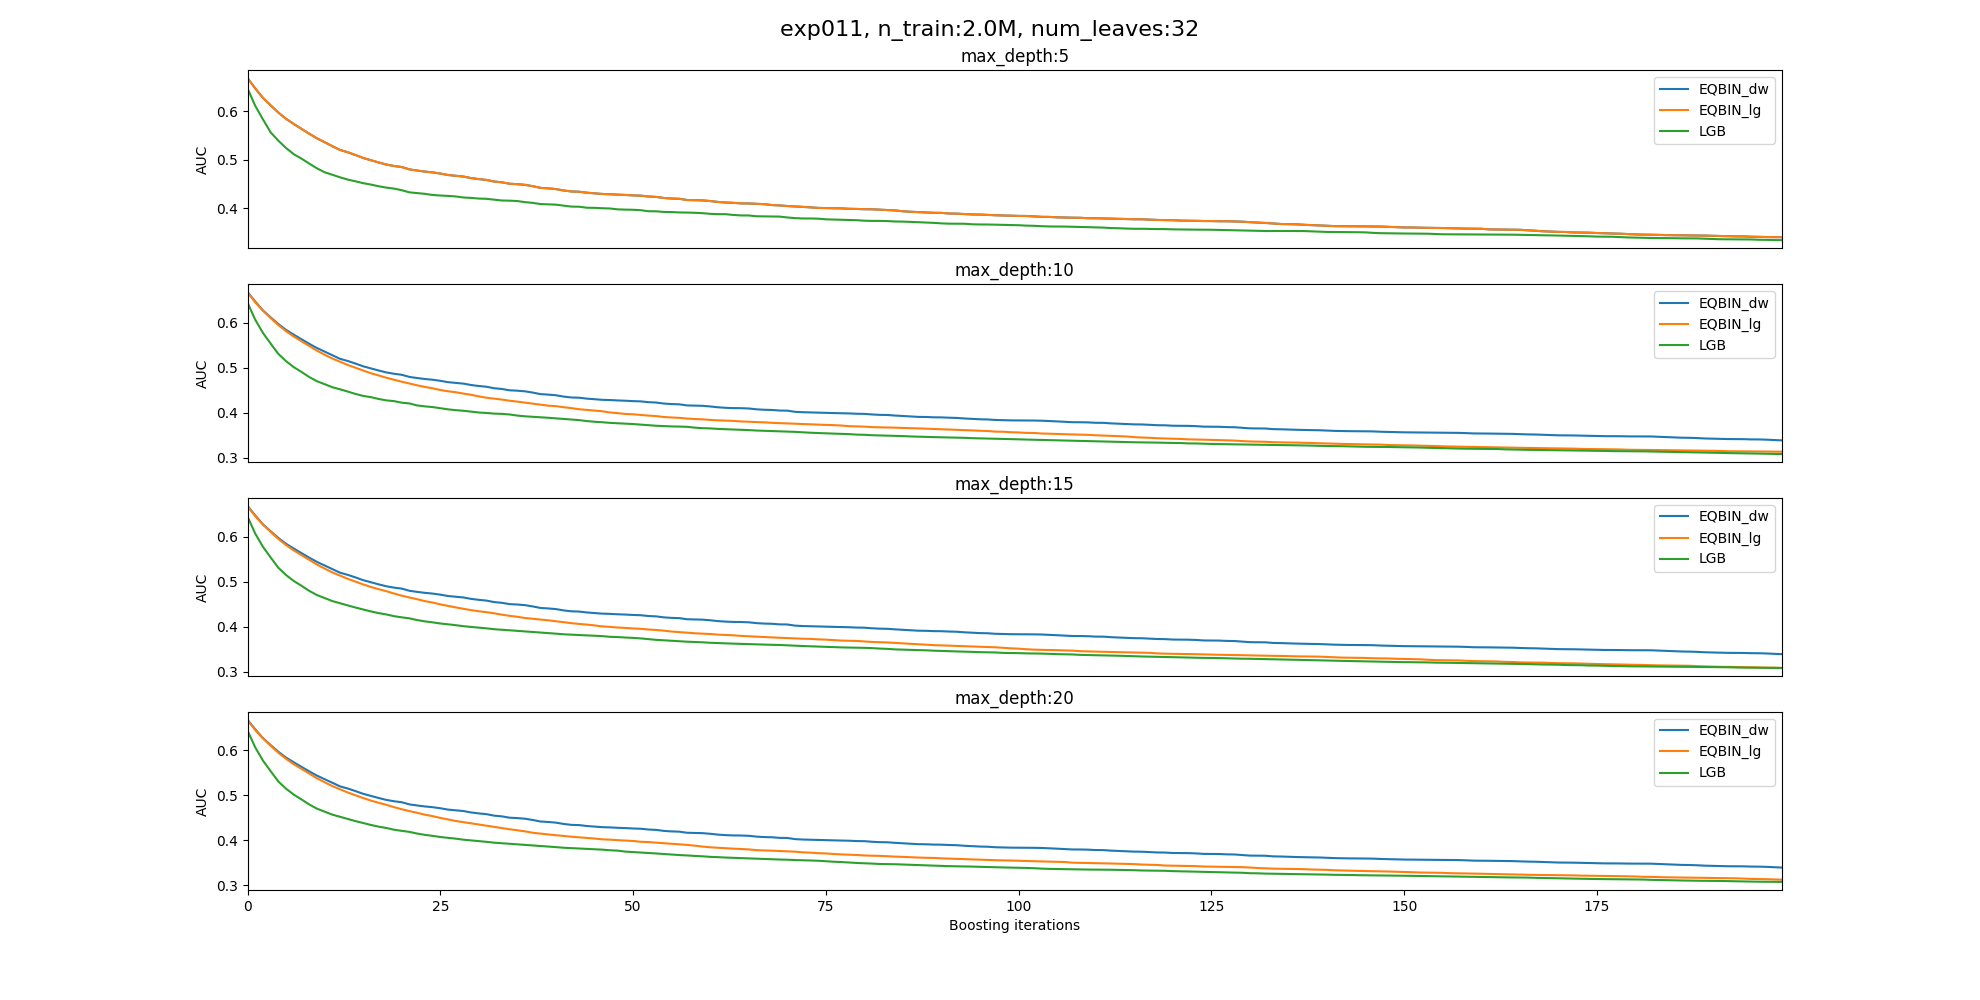 exp011, n_train:2.0M, num_leaves:32
max_depth:5
0.6
0.5
0.4
AUC
EQBIN_dw
EQBIN_lg
LGB
max_depth:10
0.6
0.5
0.4
0.3
AUC
EQBIN_dw
EQBIN_lg
LGB
max_depth:15
0.6
0.5
0.4
0.3
AUC
EQBIN_dw
EQBIN_lg
LGB
max_depth:20
0.6
0.5
0.4
0.3
AUC
EQBIN_dw
EQBIN_lg
LGB
0 25 50 75 100 125 150 175
Boosting iterations